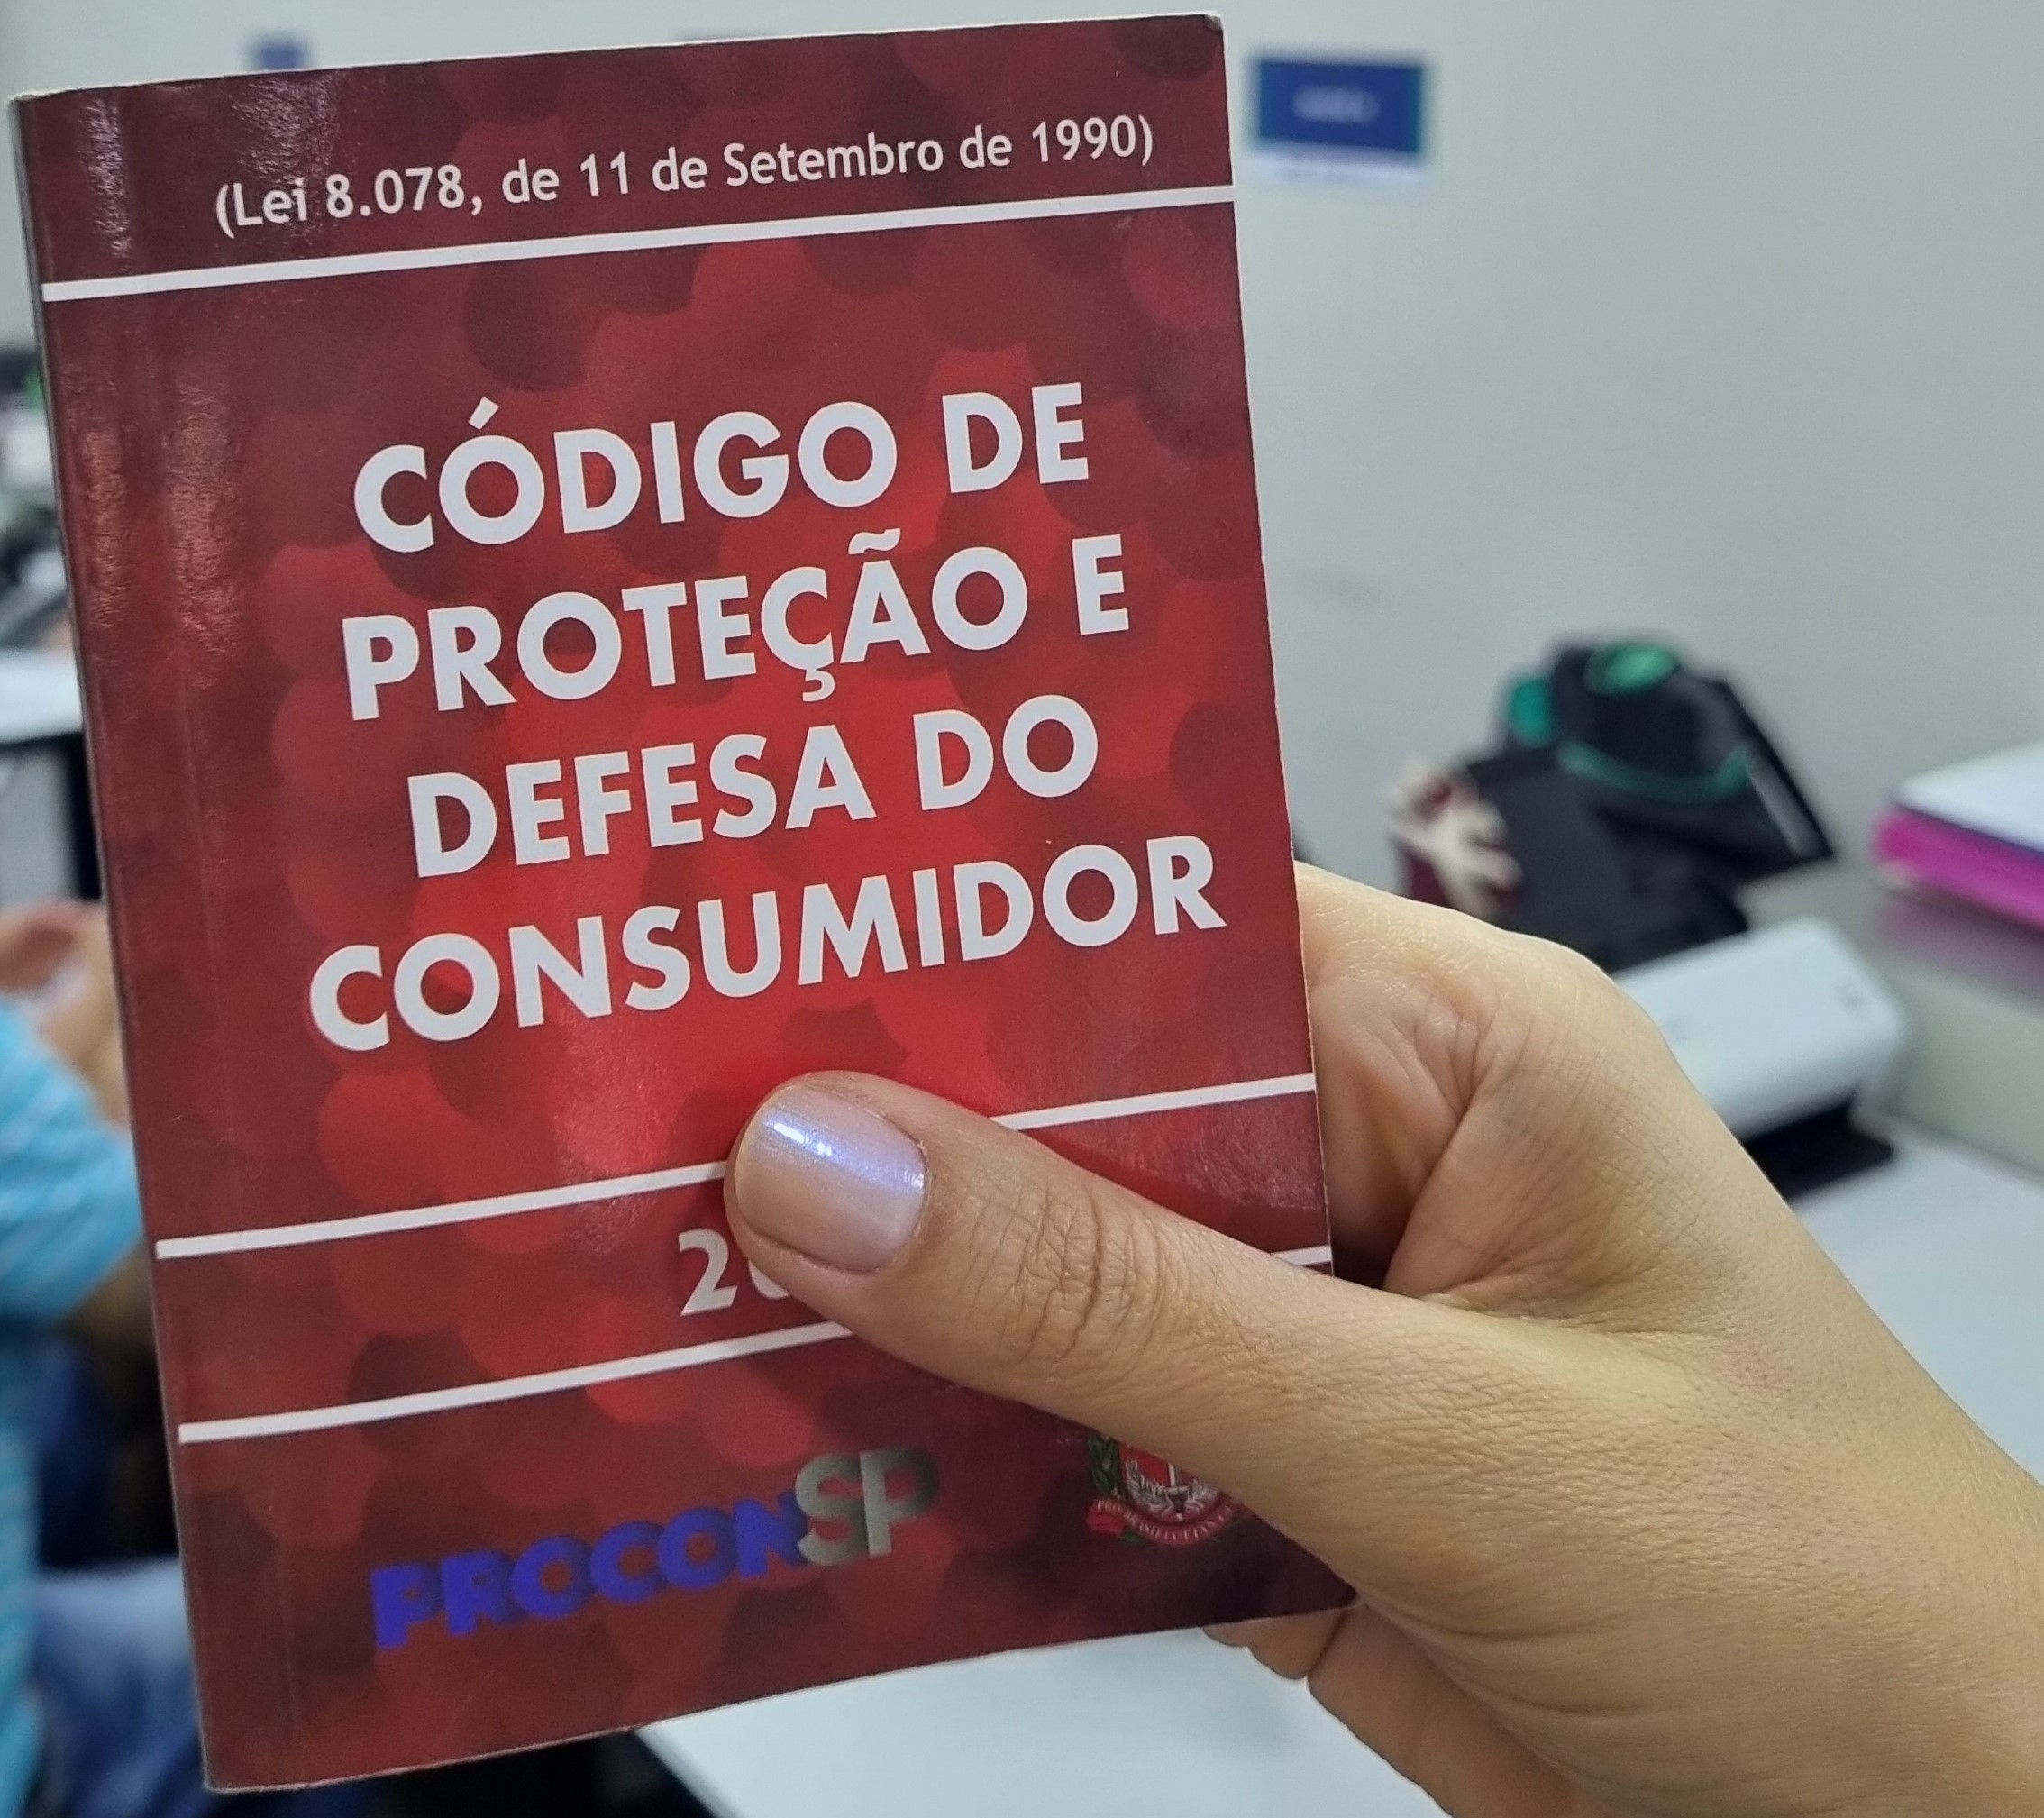 (Lei 8.078, de 11 de Setembro de 1990)
CÓDIGO DE
PROTEÇÃO E
DEFESA DO
CONSUMIDOR
PROCONSP